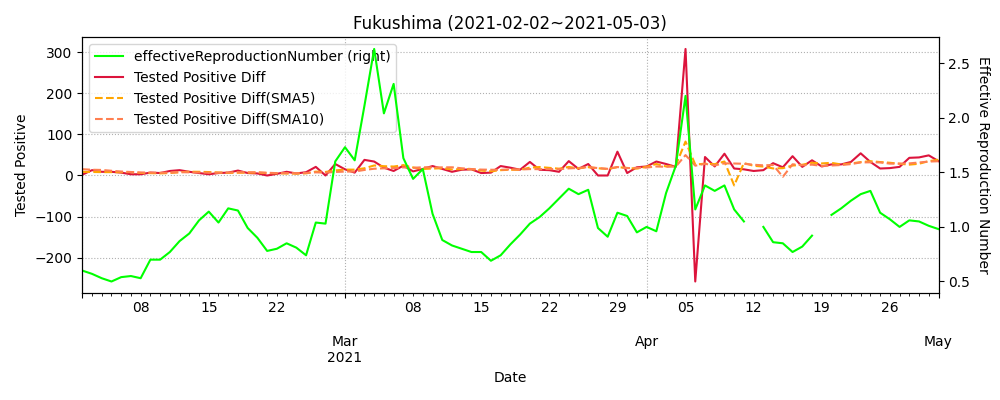 Fukushima (2021-02-02~2021-05-03)
effectiveReproductionNumber (right)
Tested Positive Diff
Tested Positive Diff(SMA5)
Tested Positive Diff(SMA10)
Tested Positive
300
200
100
0
−100
−200
Effective Reproduction Number
2.5
2.0
1.5
1.0
0.5
08 15 22 08 15 22 29 05 12 19 26
Mar Apr May
2021
Date